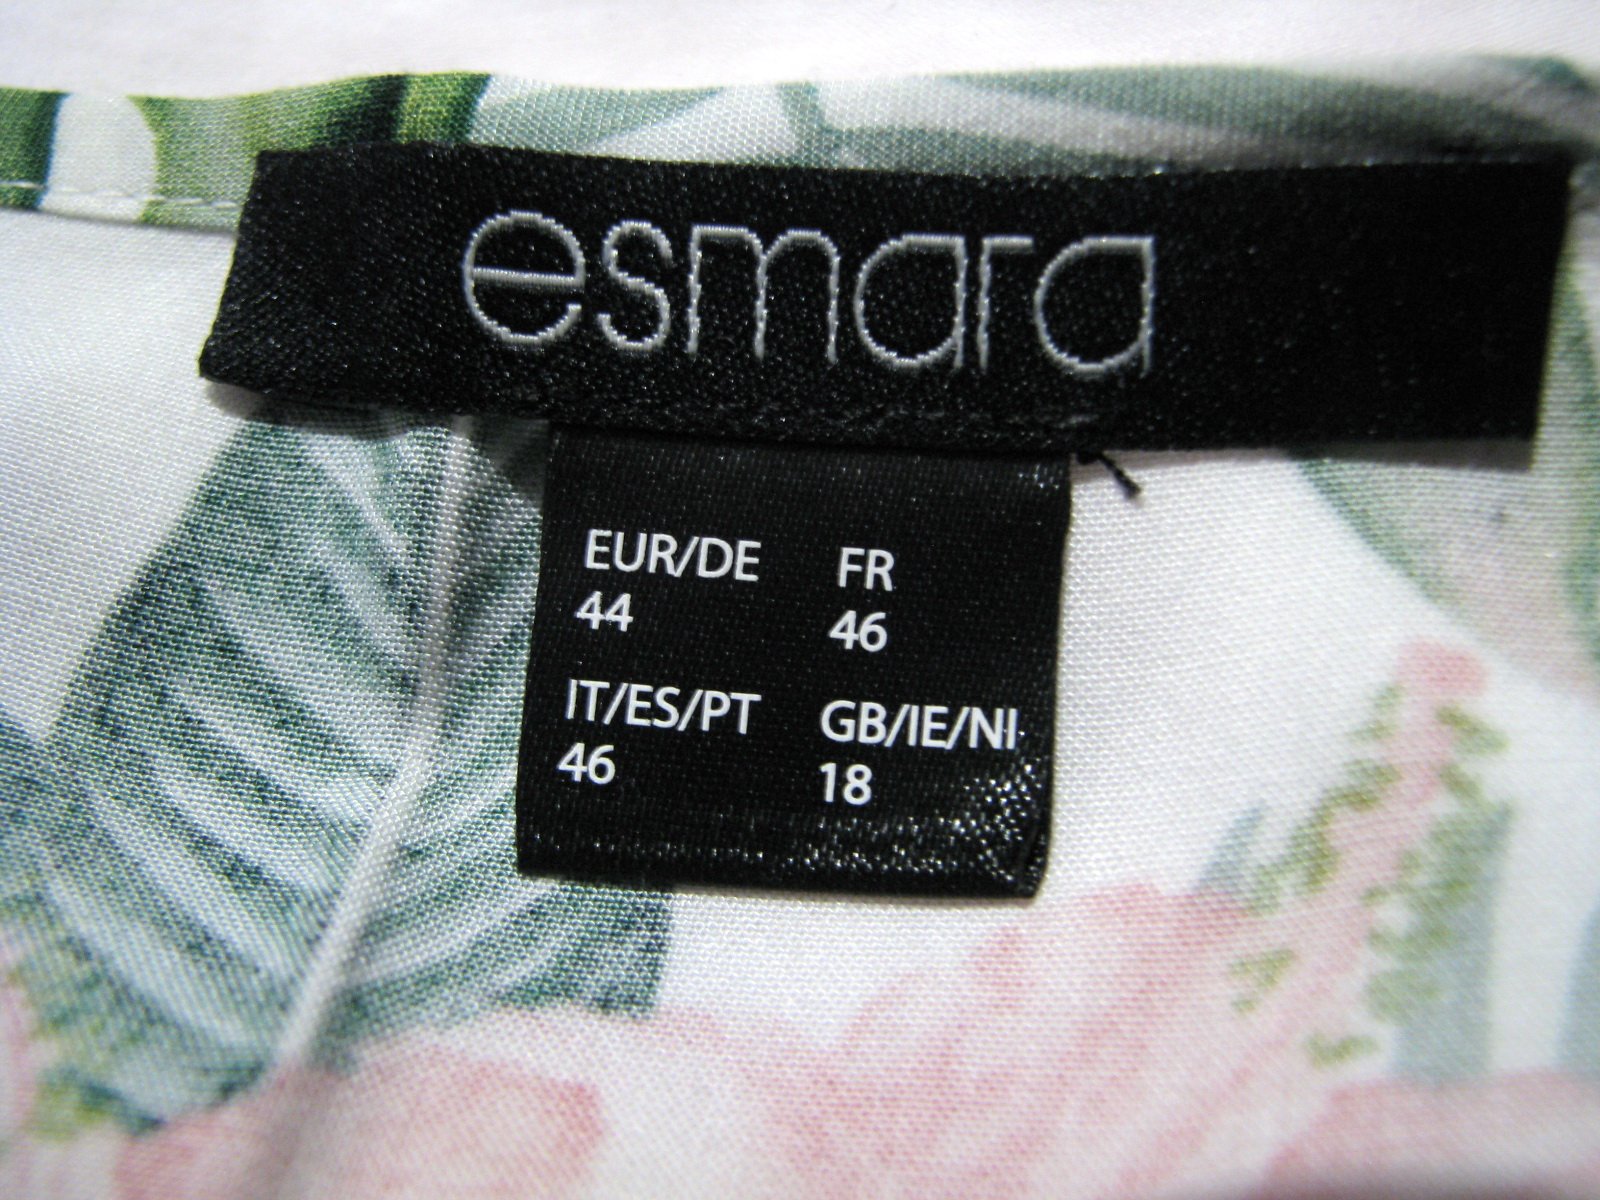 esmara
EUR/DE FR
44 46
IT/ES/PT GB/IE/NI
46 18